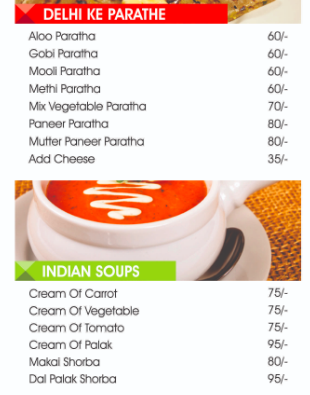 DELHI KE PARATHE
Aloo Paratha 60/-
Gobi Paratha 60/-
Mooli Paratha 60/-
Methi Paratha 60/-
Mix Vegetable Paratha 70/-
Paneer Paratha 80/-
Mutter Paneer Paratha 80/-
Add Cheese 35/-
INDIAN SOUPS
Cream Of Carrot 75/-
Cream Of Vegetable 75/-
Cream Of Tomato 75/-
Cream Of Palak 95/-
Makai Shorba 80/-
Dal Palak Shorba 95/-